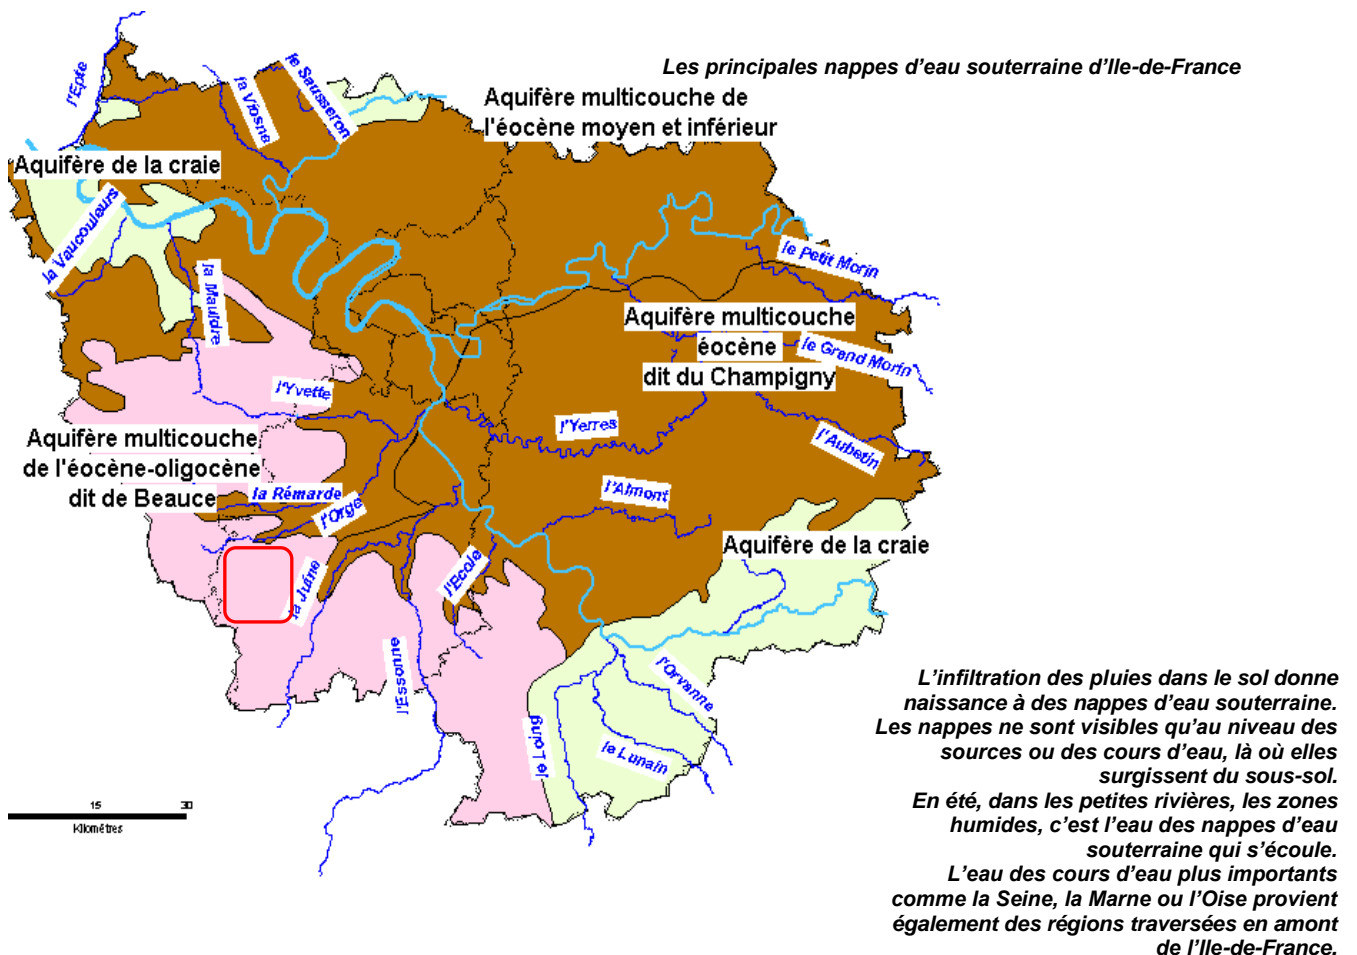 Les principales nappes d'eau souterraine d'Ile-de-France
l'Epte
la Viosne
le Sausseron
Aquifère multicouche de
l'éocène moyen et inférieur
Aquifère de la craie
la Vaucouleurs
la Mauldre
le Petit Morin
Aquifère multicouche
éocène
dit du Champigny
le Grand Morin
l'Yvette
l'Yerres
l'Aubetin
Aquifère multicouche
de l'éocène-oligocène
dit de Beauce
la Rémarde
l'Orge
l'Almont
Aquifère de la craie
la Juine
l'Ecole
l'Essonne
le Loing
l'Orvanne
le Lunain
15 30
Kilomètres
L'infiltration des pluies dans le sol donne
naissance à des nappes d'eau souterraine.
Les nappes ne sont visibles qu'au niveau des
sources ou des cours d'eau, là où elles
surgissent du sous-sol.
En été, dans les petites rivières, les zones
humides, c'est l'eau des nappes d'eau
souterraine qui s'écoule.
L'eau des cours d'eau plus importants
comme la Seine, la Marne ou l'Oise provient
également des régions traversées en amont
de l'Ile-de-France.